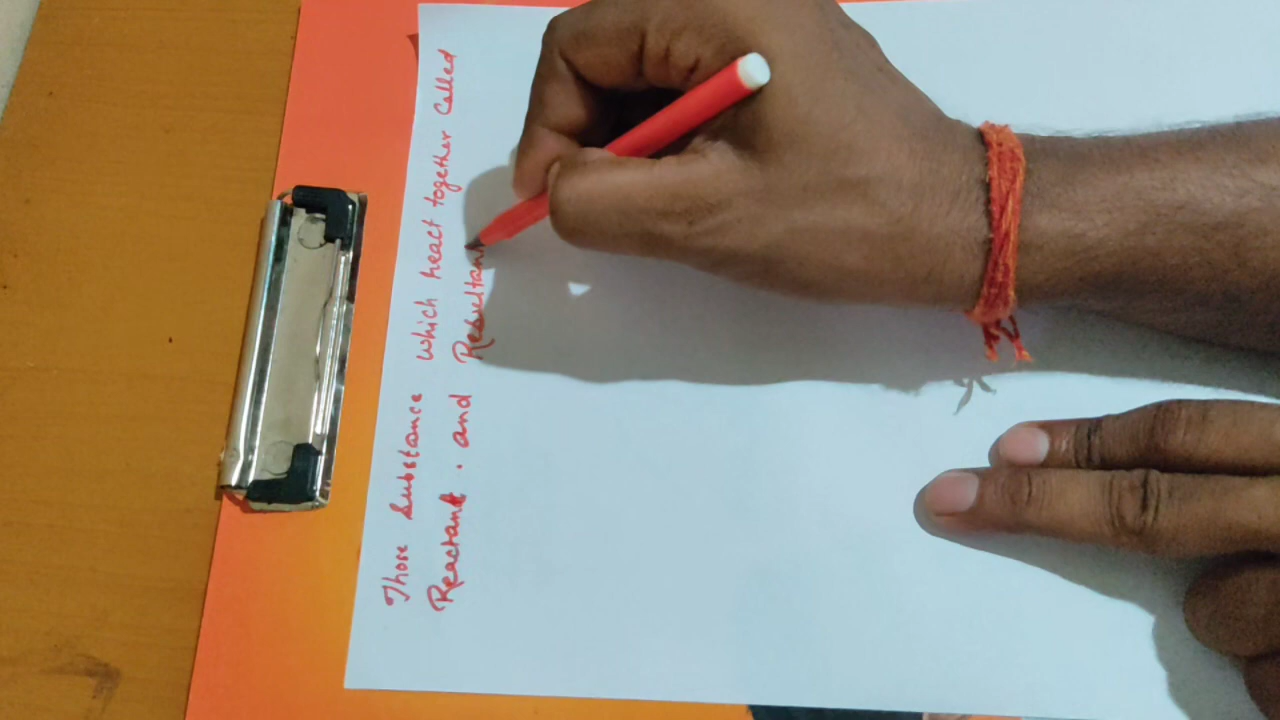 Those Substance which react together called
Reactant . and Resultan